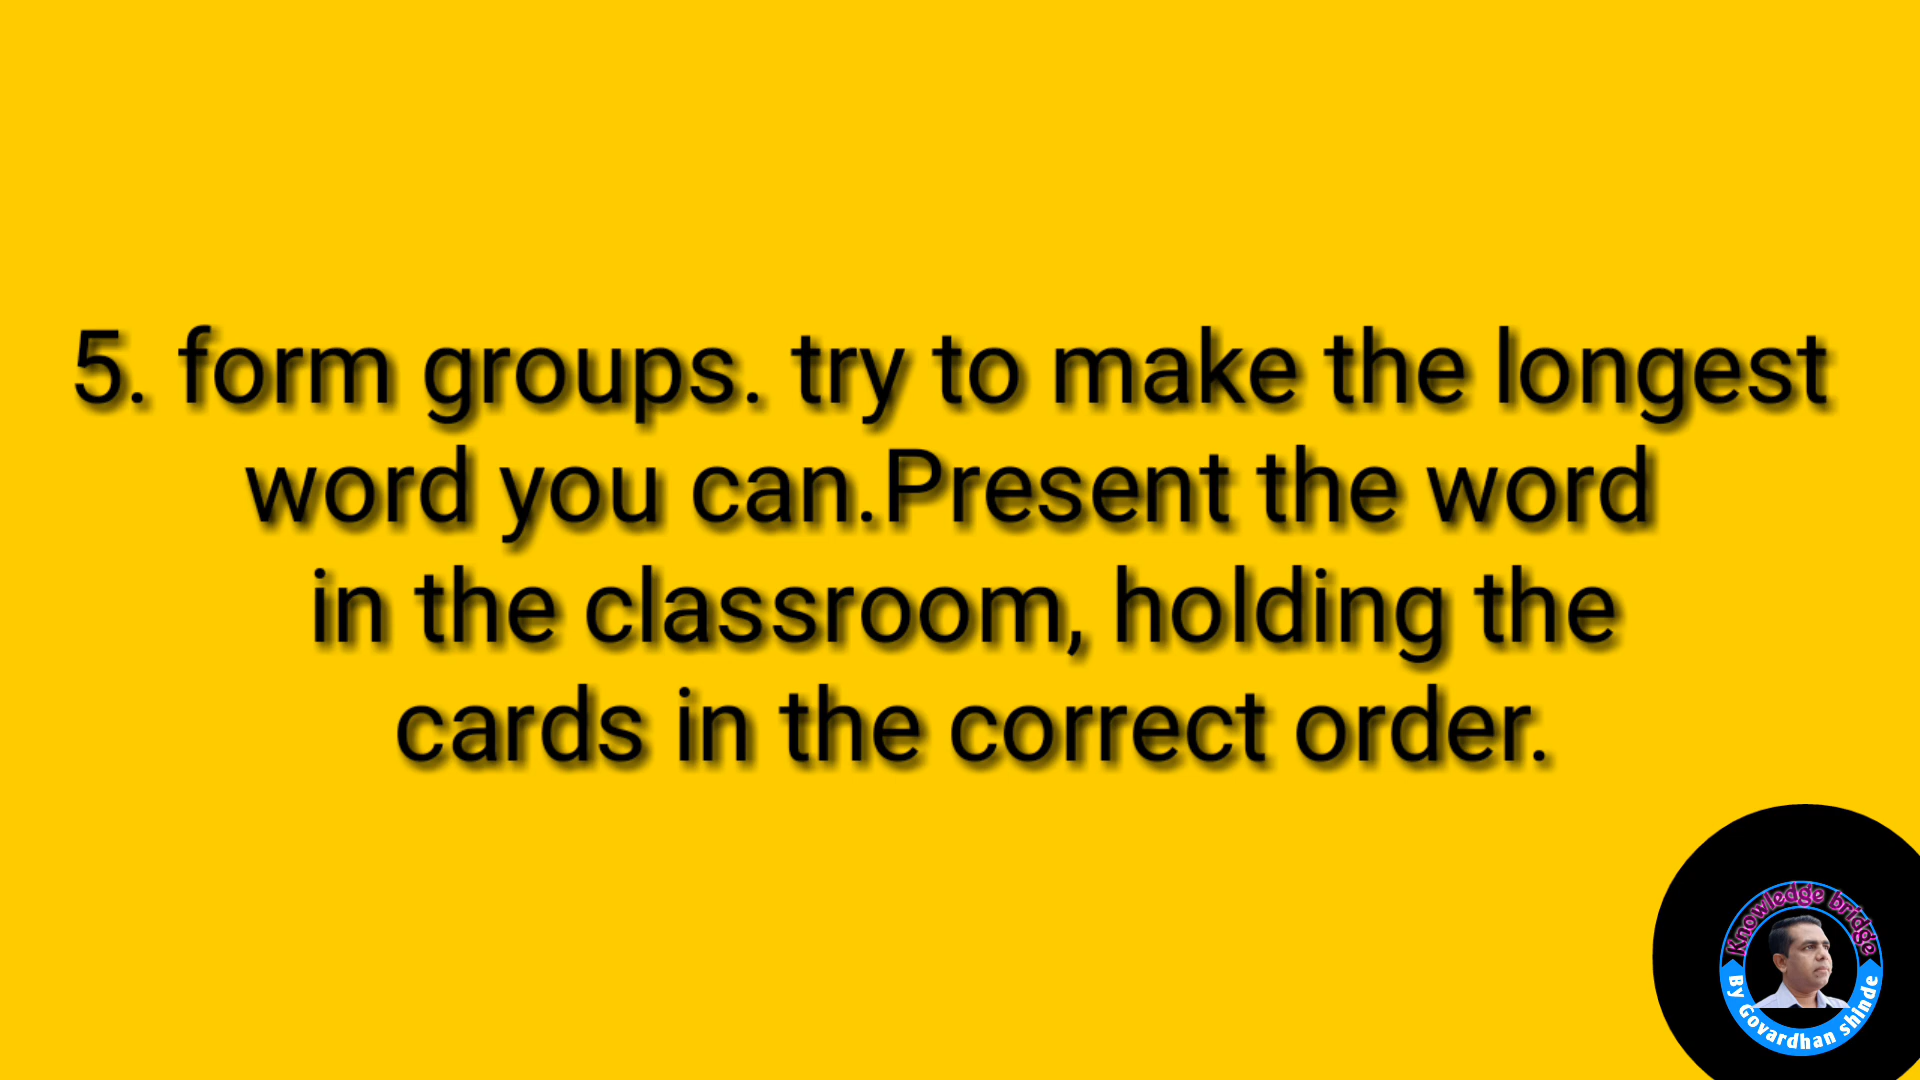 5. form groups. try to make the longest
word you can.Present the word
in the classroom, holding the
cards in the correct order.
Knowledge bridge
By Govardhan shinde